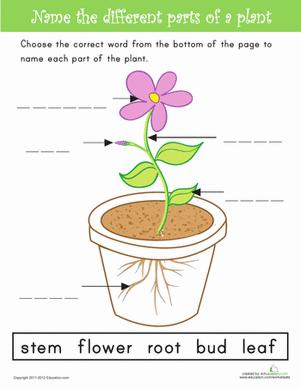 Name the different parts of a plant
Choose the correct word from the bottom of the page to
name each part of the plant.
stem flower root bud leaf
Copyright 2011-2012 Education.com